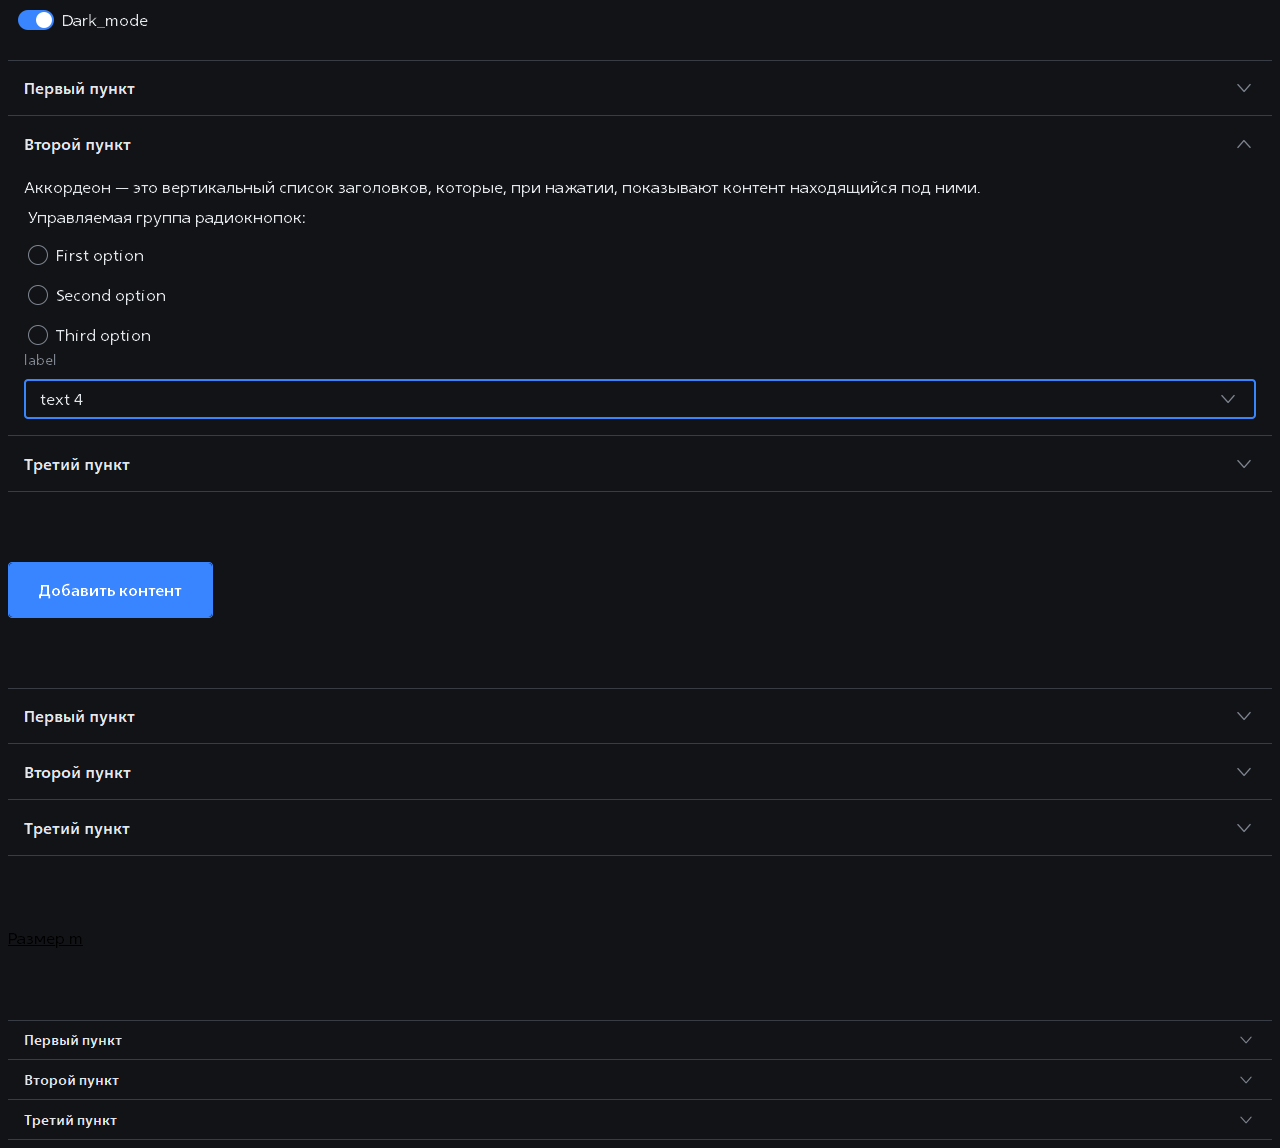 Dark_mode
Первый пункт
Второй пункт
Аккордеон — это вертикальный список заголовков, которые, при нажатии, показывают контент находящийся под ними.
Управляемая группа радиокнопок:
First option
Second option
Third option
label
text 4
Третий пункт
Добавить контент
Первый пункт
Второй пункт
Третий пункт
Размер m
Первый пункт
Второй пункт
Третий пункт